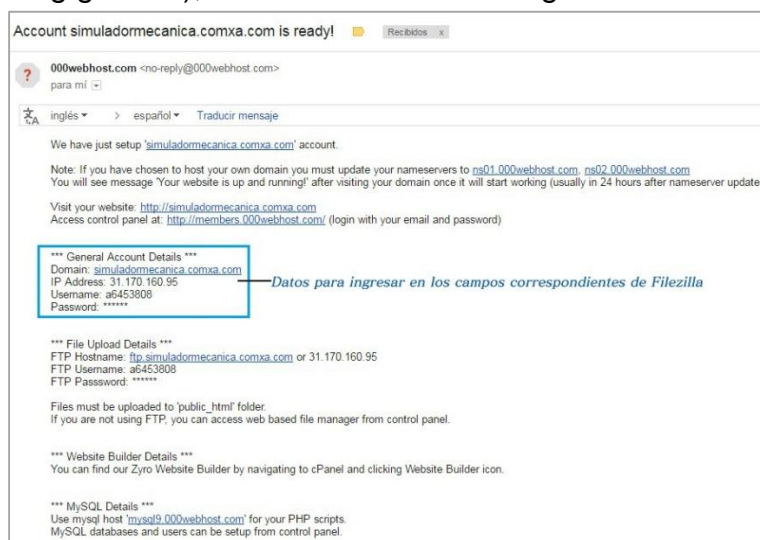 Account simuladormecanica.comxa.com is ready! Recibidos x
000webhost.com <no-reply@000webhost.com>
para mí
inglés > español Traducir mensaje
We have just setup 'simuladormecanica.comxa.com' account.
Note: If you have chosen to host your own domain you must update your nameservers to ns01.000webhost.com, ns02.000webhost.com
You will see message 'Your website is up and running!' after visiting your domain once it will start working (usually in 24 hours after nameserver update
Visit your website: http://simuladormecanica.comxa.com
Access control panel at: http://members.000webhost.com/ (login with your email and password)
*** General Account Details ***
Domain: simuladormecanica.comxa.com
IP Address: 31.170.160.95
Datos para ingresar en los campos correspondientes de Filezilla
Username: a6453808
Password: ******
*** File Upload Details ***
FTP Hostname: ftp.simuladormecanica.comxa.com or 31.170.160.95
FTP Username: a6453808
FTP Passsword: ******
Files must be uploaded to 'public_html' folder.
If you are not using FTP, you can access web based file manager from control panel.
*** Website Builder Details ***
You can find our Zyro Website Builder by navigating to cPanel and clicking Website Builder icon.
*** MySQL Details ***
Use mysql host 'mysql9.000webhost.com' for your PHP scripts.
MySQL databases and users can be setup from control panel.